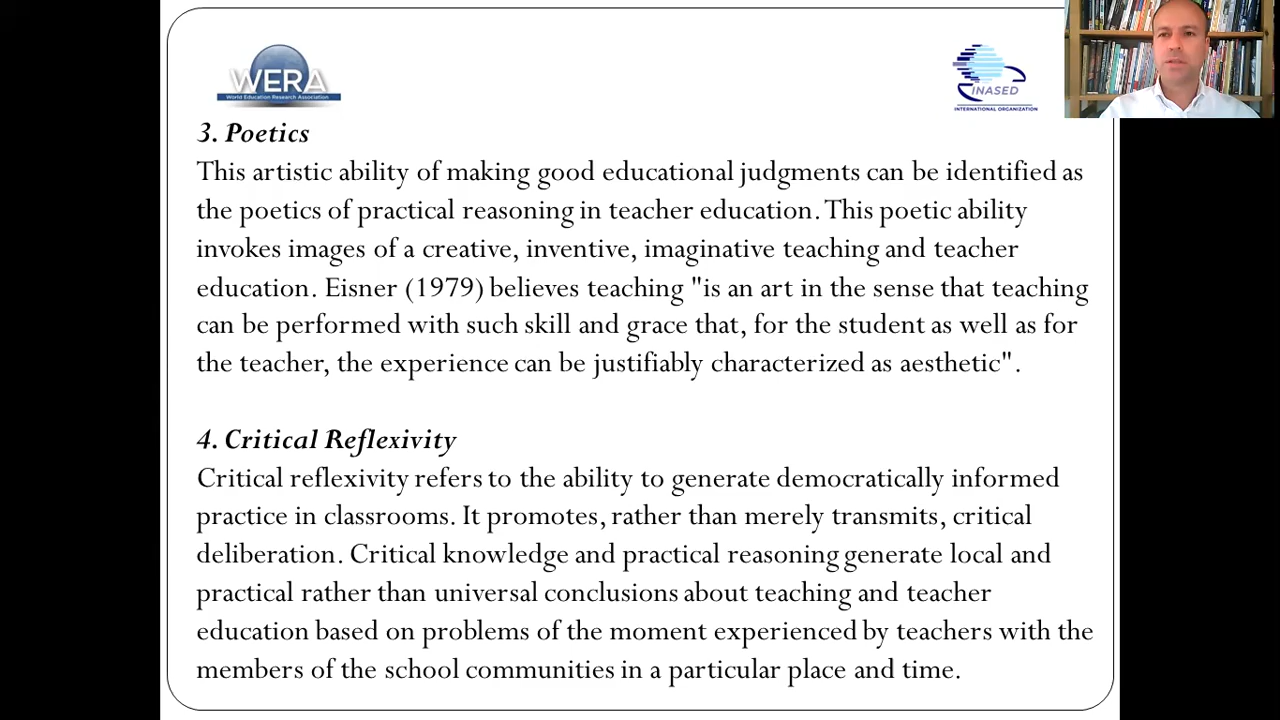 WERA
World Education Research Association
INASED
INTERNATIONAL ORGANIZATION
3. Poetics
This artistic ability of making good educational judgments can be identified as
the poetics of practical reasoning in teacher education. This poetic ability
invokes images of a creative, inventive, imaginative teaching and teacher
education. Eisner (1979) believes teaching "is an art in the sense that teaching
can be performed with such skill and grace that, for the student as well as for
the teacher, the experience can be justifiably characterized as aesthetic".
4. Critical Reflexivity
Critical reflexivity refers to the ability to generate democratically informed
practice in classrooms. It promotes, rather than merely transmits, critical
deliberation. Critical knowledge and practical reasoning generate local and
practical rather than universal conclusions about teaching and teacher
education based on problems of the moment experienced by teachers with the
members of the school communities in a particular place and time.